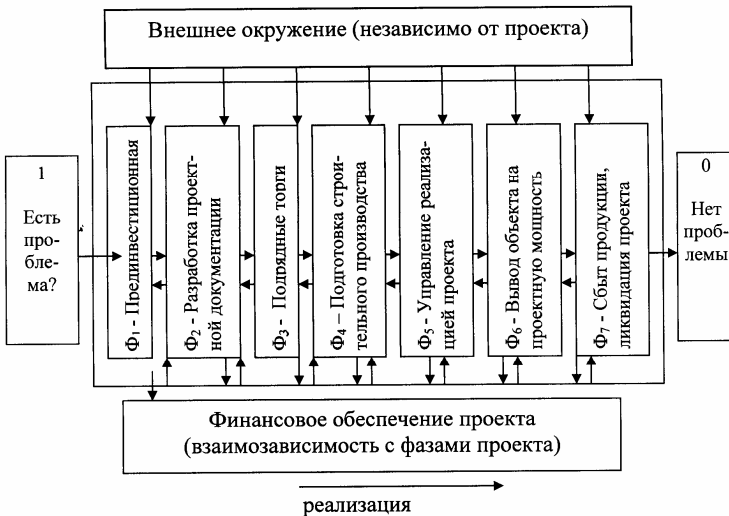 Внешнее окружение (независимо от проекта)
1
Есть
про-
бле-
ма?
Ф1 - Прединвестиционная
Ф2 - Разработка проект-
ной документации
Ф3 - Подрядные торги
Ф4 – Подготовка строи-
тельного производства
Ф5 - Управление реализа-
цией проекта
Ф6 - Вывод объекта на
проектную мощность
Ф7 - Сбыт продукции,
ликвидация проекта
0
Нет
проб-
лемы
Финансовое обеспечение проекта
(взаимозависимость с фазами проекта)
реализация